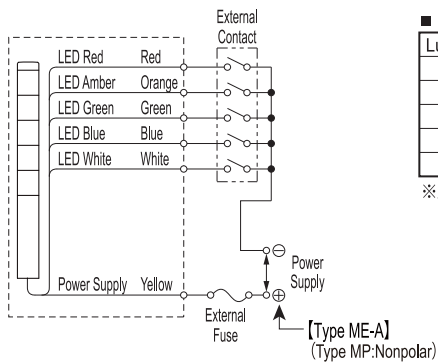 External
Contact
LED Red Red
LED Amber Orange
LED Green Green
LED Blue Blue
LED White White
Power Supply Yellow
External
Fuse
⊖
Power
Supply
⊕
【Type ME-A】
(Type MP:Nonpolar)
■
※